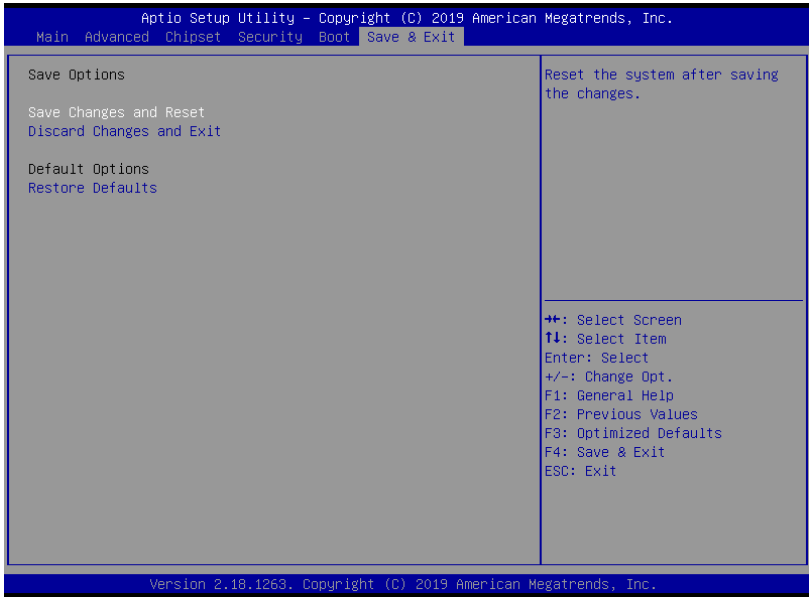 Aptio Setup Utility – Copyright (C) 2019 American Megatrends, Inc.
Main Advanced Chipset Security Boot Save & Exit
Save Options
Save Changes and Reset
Discard Changes and Exit
Default Options
Restore Defaults
Reset the system after saving
the changes.
→←: Select Screen
↑↓: Select Item
Enter: Select
+/-: Change Opt.
F1: General Help
F2: Previous Values
F3: Optimized Defaults
F4: Save & Exit
ESC: Exit
Version 2.18.1263. Copyright (C) 2019 American Megatrends, Inc.